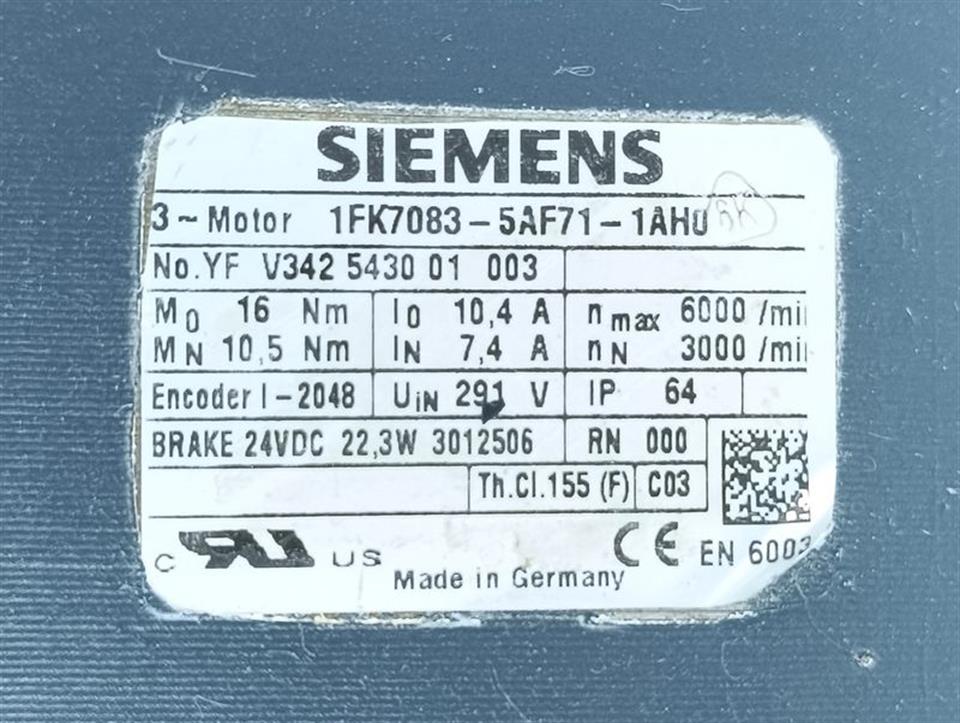 SIEMENS
3~Motor 1FK7083-5AF71-1AH0
No.YF V342 5430 01 003
M0 16 Nm I0 10,4 A n max 6000 /mi
MN 10,5 Nm IN 7,4 A nN 3000 /min
Encoder I-2048 UIN 291 V IP 64
BRAKE 24VDC 22,3W 3012506 RN 000
Th.Cl.155 (F) C03
C US CE EN 6003
Made in Germany